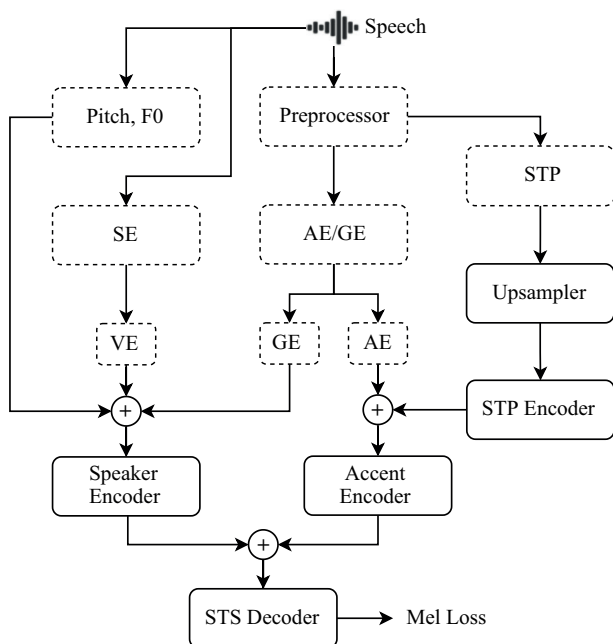 Speech
Pitch, F0
Preprocessor
STP
SE
AE/GE
Upsampler
VE
GE
AE
+
+
STP Encoder
Speaker
Encoder
Accent
Encoder
+
STS Decoder
Mel Loss